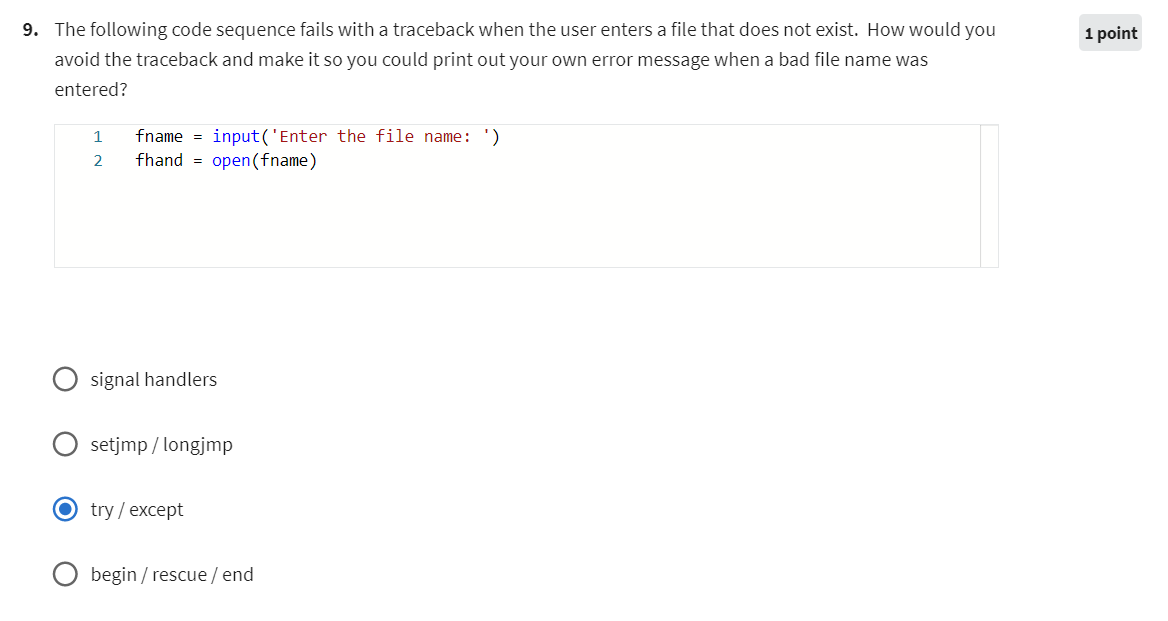 9. The following code sequence fails with a traceback when the user enters a file that does not exist.  How would you
1 point
avoid the traceback and make it so you could print out your own error message when a bad file name was
entered?
1 fname = input('Enter the file name: ')
2 fhand = open(fname)
signal handlers
setjmp / longjmp
try / except
begin / rescue / end